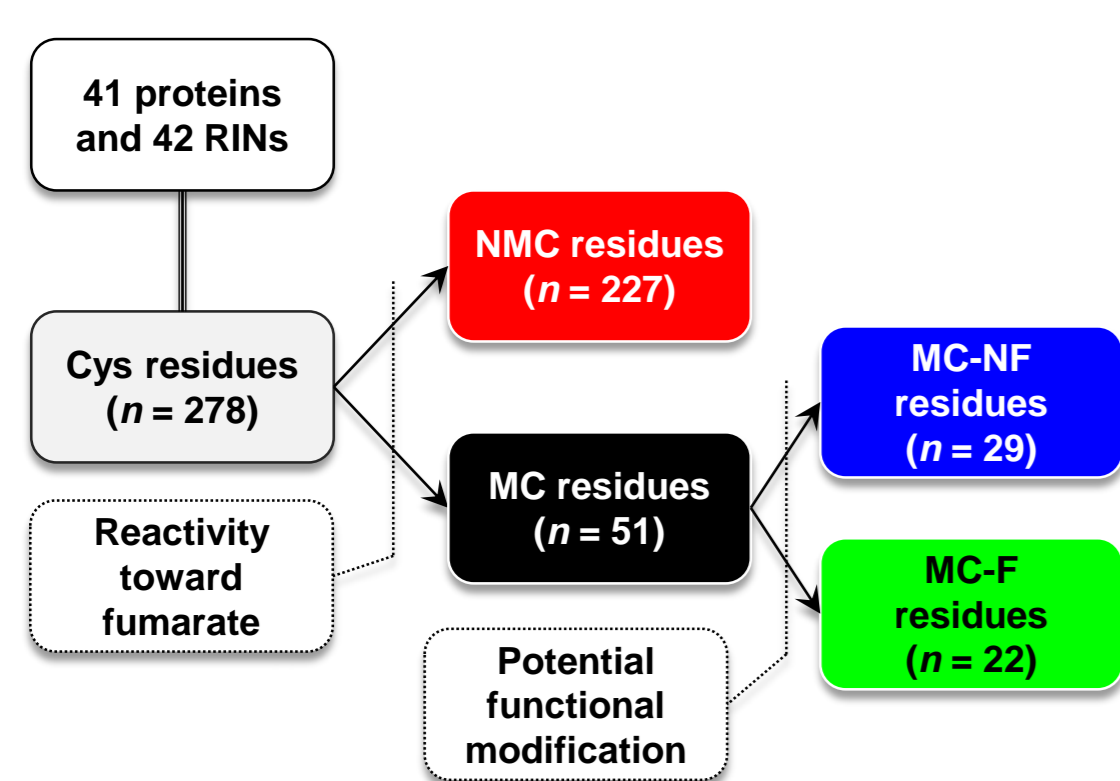 41 proteins
and 42 RINs
NMC residues
(n = 227)
Cys residues
(n = 278)
MC-NF
residues
(n = 29)
MC residues
(n = 51)
Reactivity
toward
fumarate
MC-F
residues
(n = 22)
Potential
functional
modification